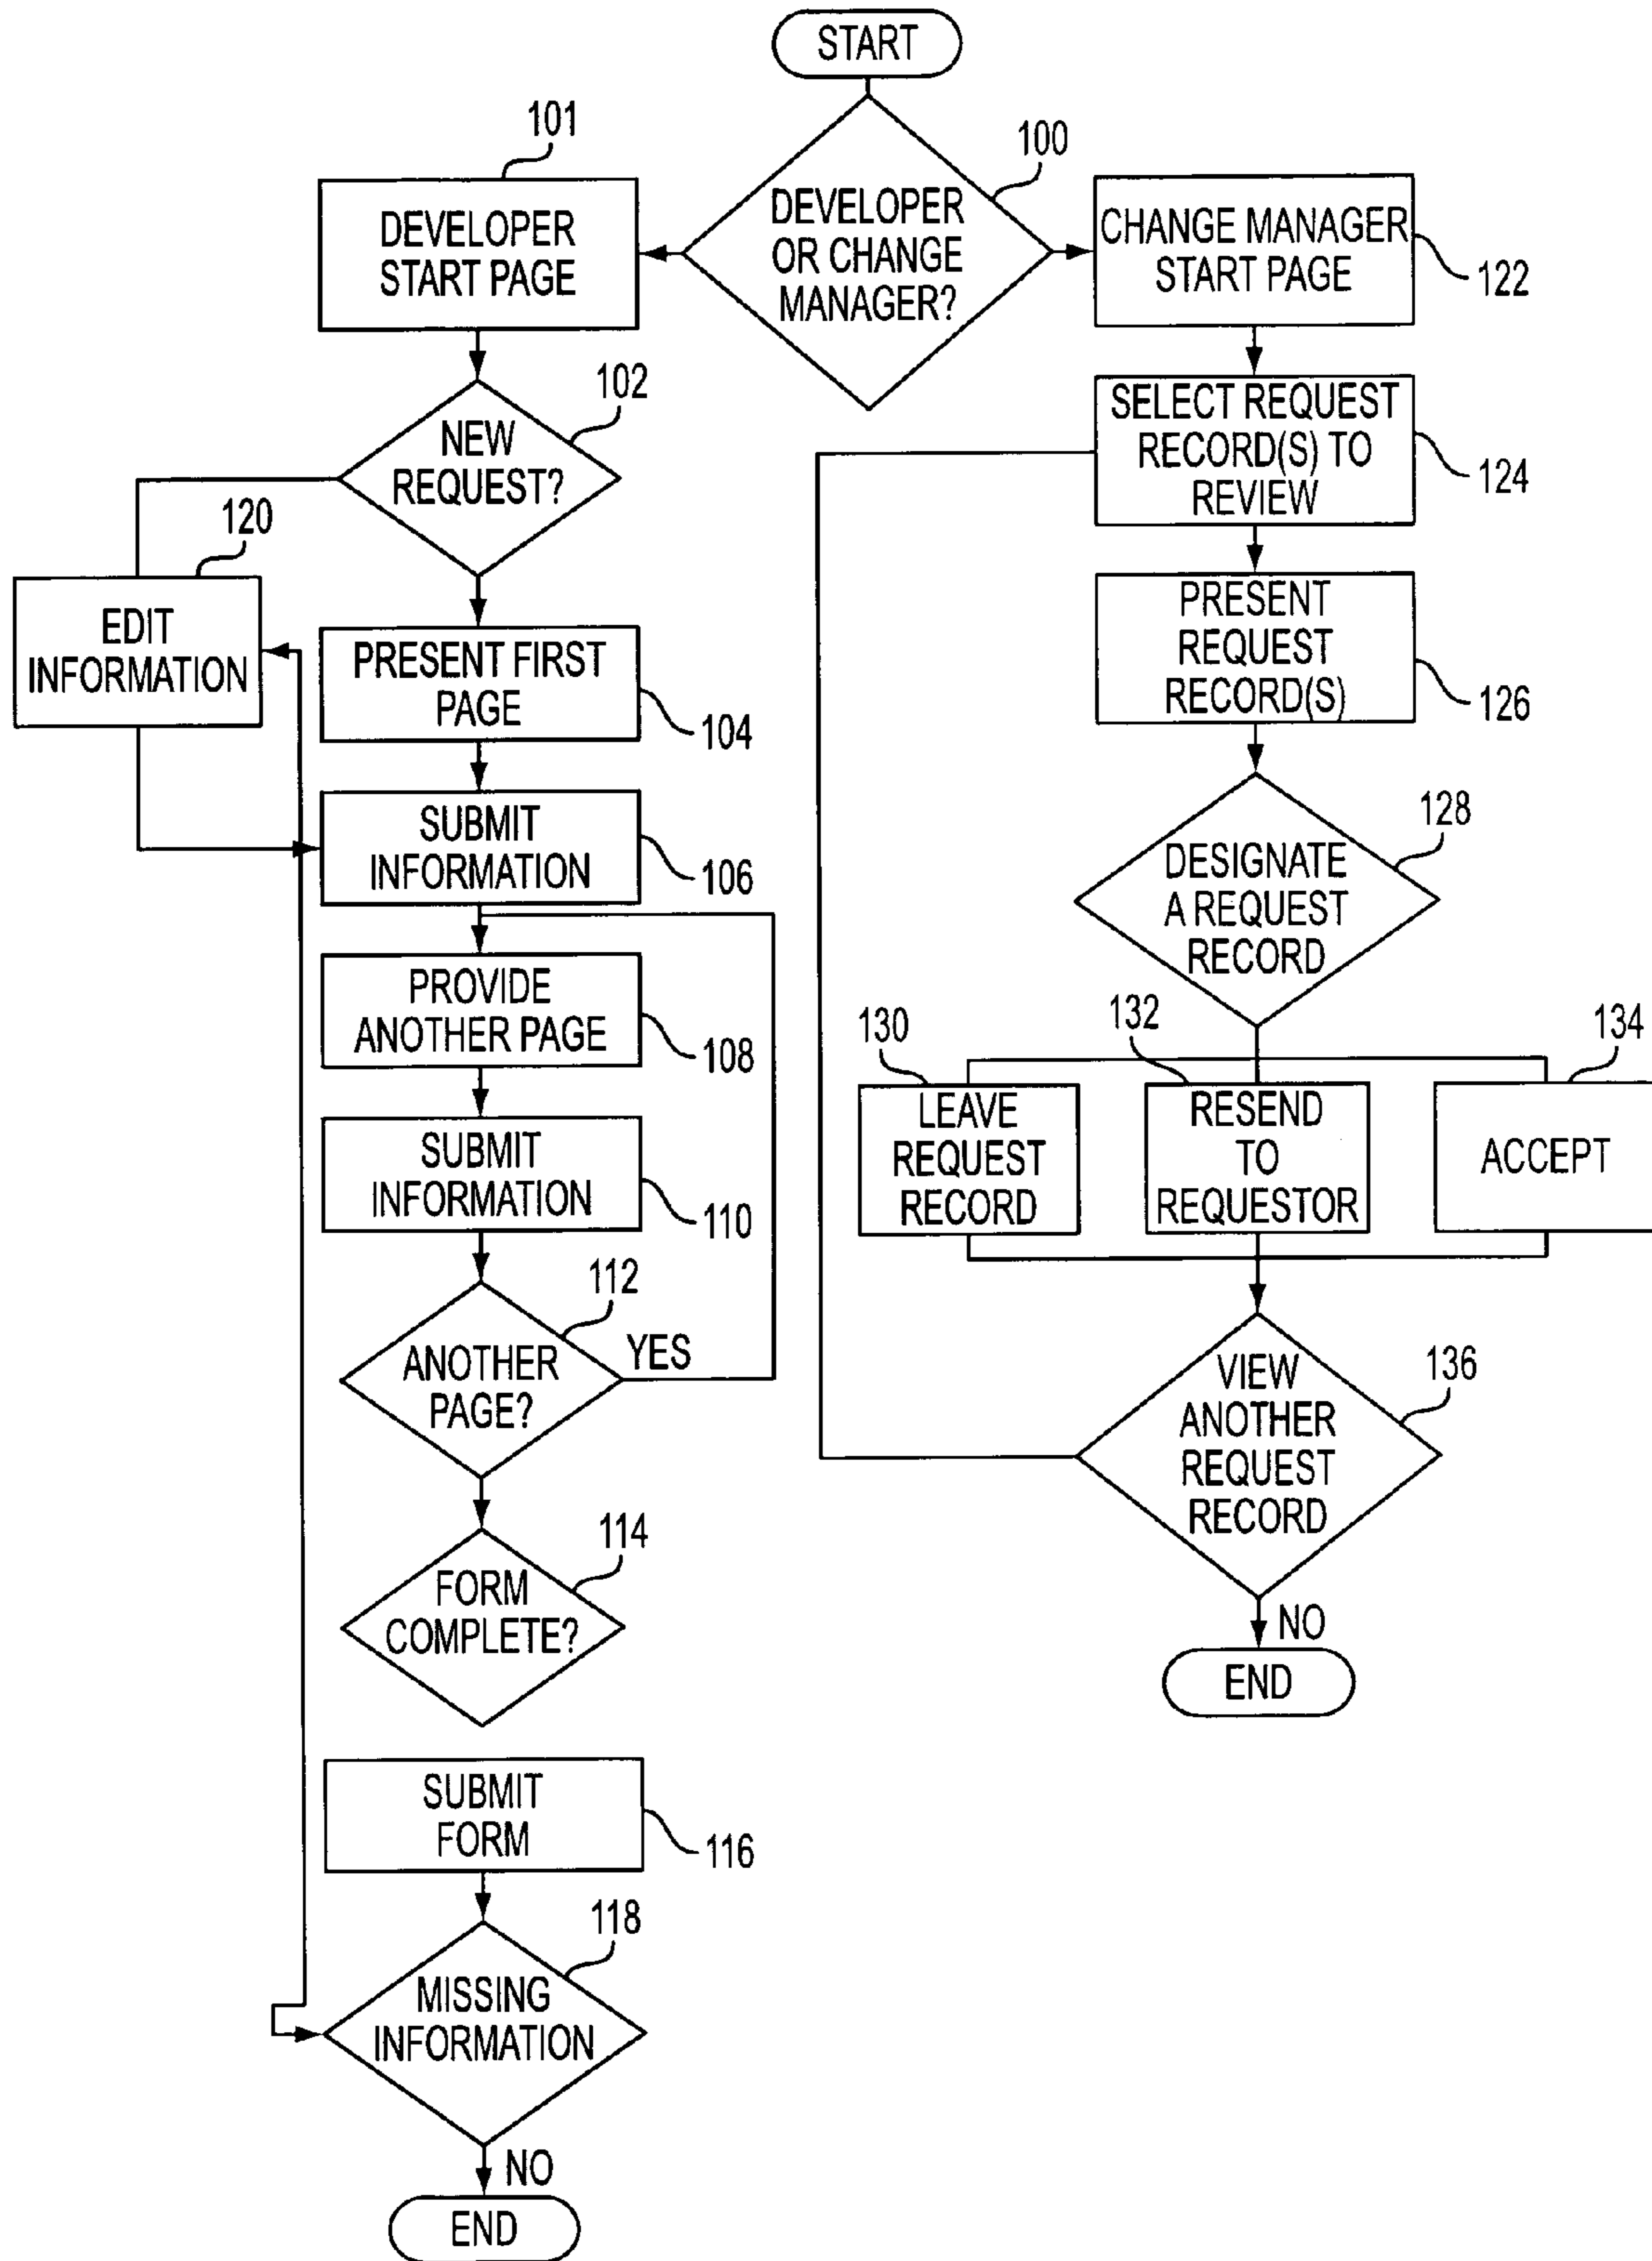 START
100
DEVELOPER
OR CHANGE
MANAGER?
101
DEVELOPER
START PAGE
102
NEW
REQUEST?
120
EDIT
INFORMATION
PRESENT FIRST
PAGE
104
SUBMIT
INFORMATION
106
PROVIDE
ANOTHER PAGE
108
SUBMIT
INFORMATION
110
112
ANOTHER
PAGE?
YES
114
FORM
COMPLETE?
SUBMIT
FORM
116
118
MISSING
INFORMATION
NO
END
CHANGE MANAGER
START PAGE
122
SELECT REQUEST
RECORD(S) TO
REVIEW
124
PRESENT
REQUEST
RECORD(S)
126
128
DESIGNATE
A REQUEST
RECORD
130
LEAVE
REQUEST
RECORD
132
RESEND
TO
REQUESTOR
134
ACCEPT
136
VIEW
ANOTHER
REQUEST
RECORD
NO
END